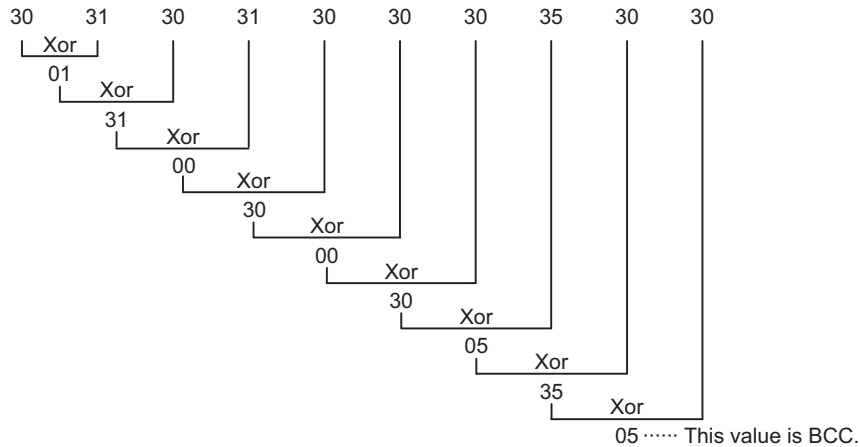 30 31 30 31 30 30 30 35 30 30
Xor
01
Xor
31
Xor
00
Xor
30
Xor
00
Xor
30
Xor
05
Xor
35
Xor
05 ······ This value is BCC.